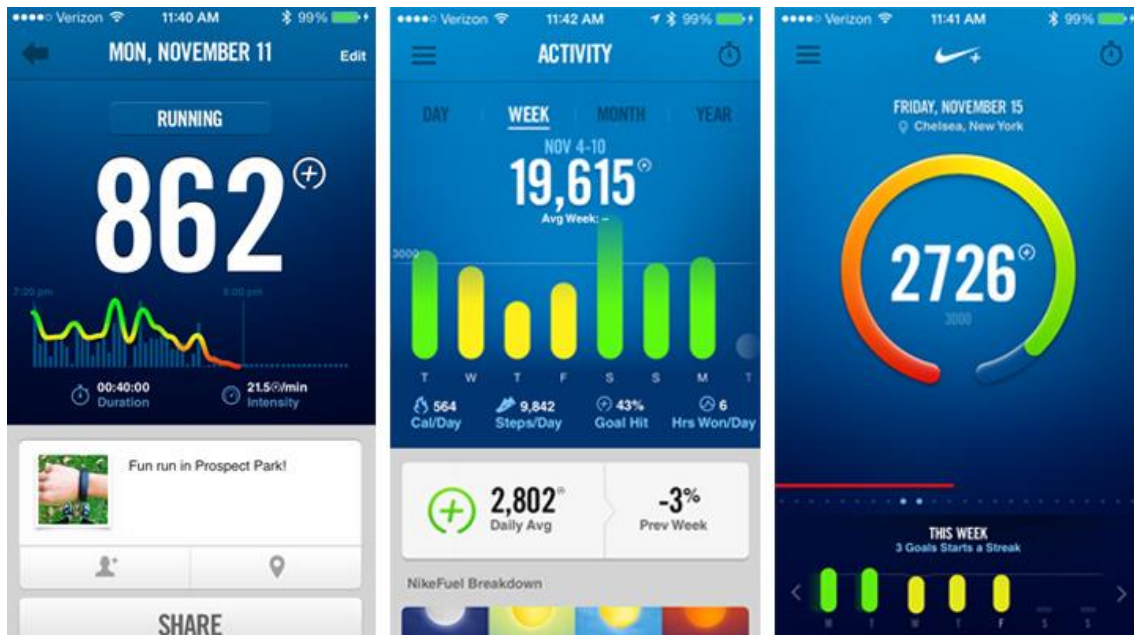 Verizon 11:40 AM 99%
MON, NOVEMBER 11 Edit
RUNNING
862
7:20 pm 8:00 pm
00:40:00 Duration
21.5/min Intensity
Fun run in Prospect Park!
SHARE
Verizon 11:42 AM 99%
ACTIVITY
DAY WEEK MONTH YEAR
NOV 4-10
19,615
Avg Week: --
3000
T W T F S S M T
564 9,842 43% 6
Cal/Day Steps/Day Goal Hit Hrs Won/Day
2,802 -3%
Daily Avg Prev Week
NikeFuel Breakdown
Verizon 11:41 AM 99%
FRIDAY, NOVEMBER 15
Chelsea, New York
2726
3000
THIS WEEK
3 Goals Starts a Streak
M T W T F S S